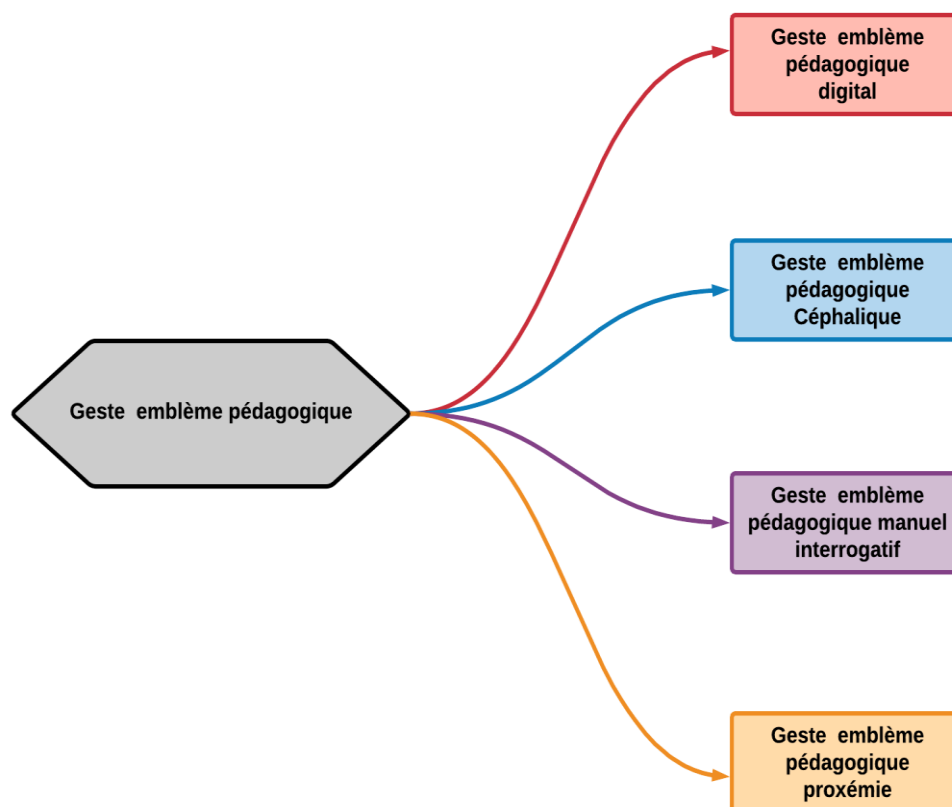 Geste emblème
pédagogique
digital
Geste emblème
pédagogique
Céphalique
Geste emblème pédagogique
Geste emblème
pédagogique manuel
interrogatif
Geste emblème
pédagogique
proxémie